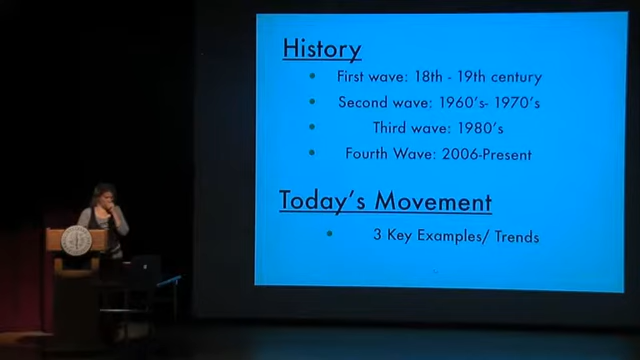 History
First wave: 18th - 19th century
Second wave: 1960's- 1970's
Third wave: 1980's
Fourth Wave: 2006-Present
Today's Movement
3 Key Examples/ Trends